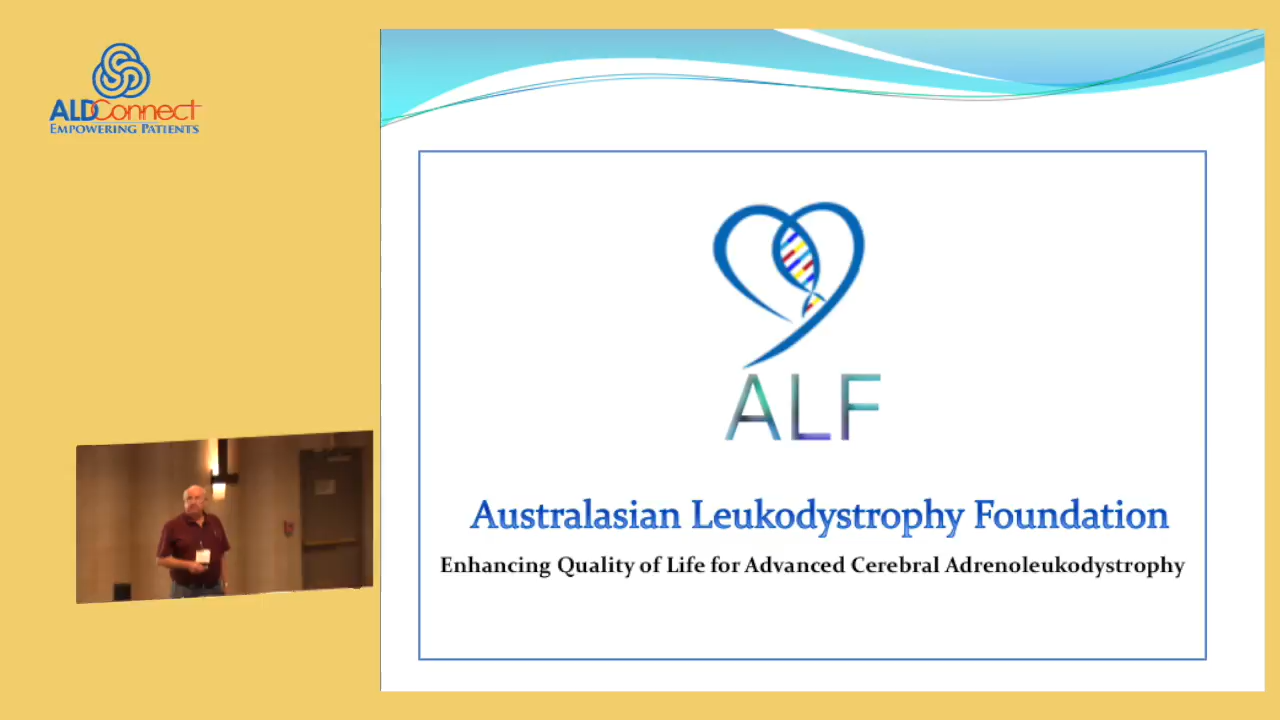 ALDConnect
EMPOWERING PATIENTS
ALF
Australasian Leukodystrophy Foundation
Enhancing Quality of Life for Advanced Cerebral Adrenoleukodystrophy